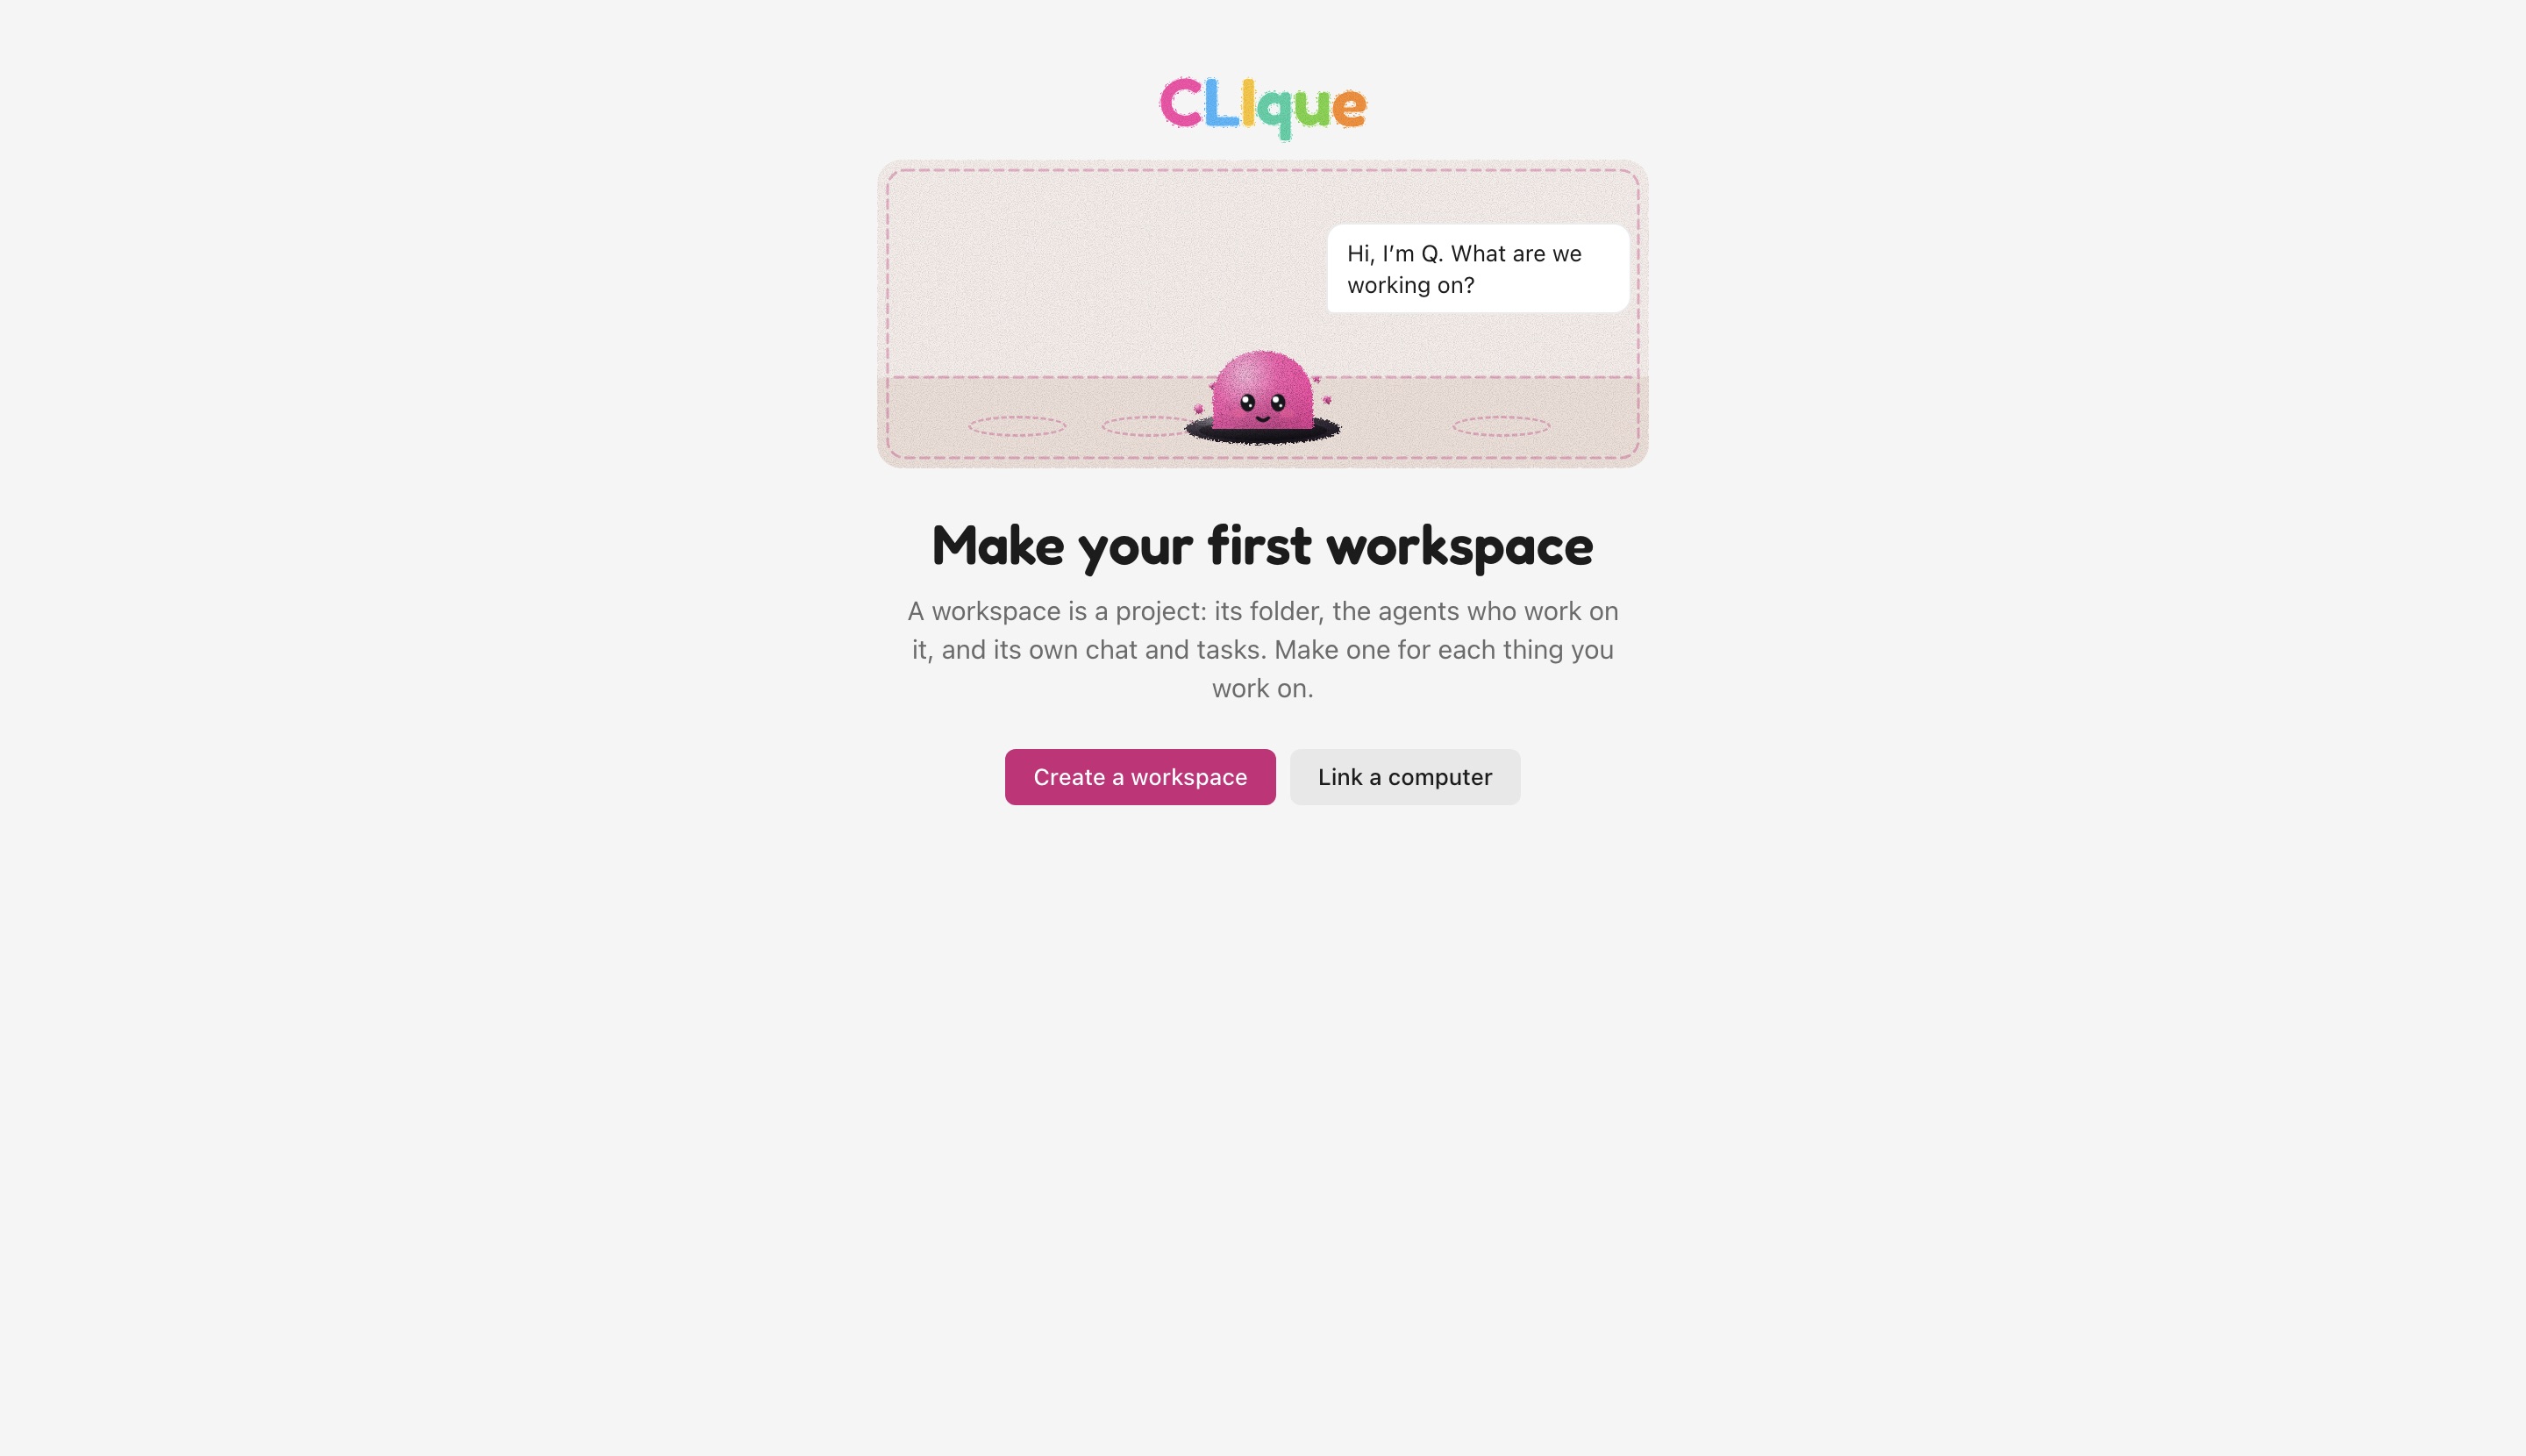 CLIque
Hi, I’m Q. What are we
working on?
Make your first workspace
A workspace is a project: its folder, the agents who work on
it, and its own chat and tasks. Make one for each thing you
work on.
Create a workspace
Link a computer